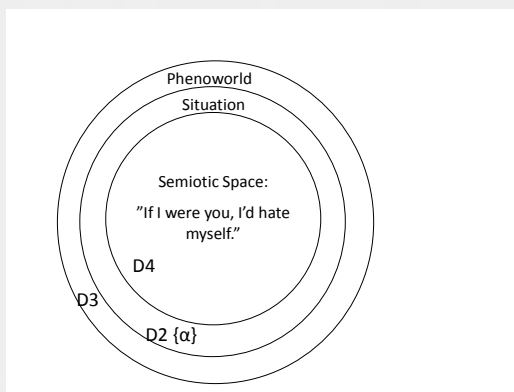 Phenoworld
Situation
Semiotic Space:
”If I were you, I’d hate
myself.”
D4
D3
D2 {α}